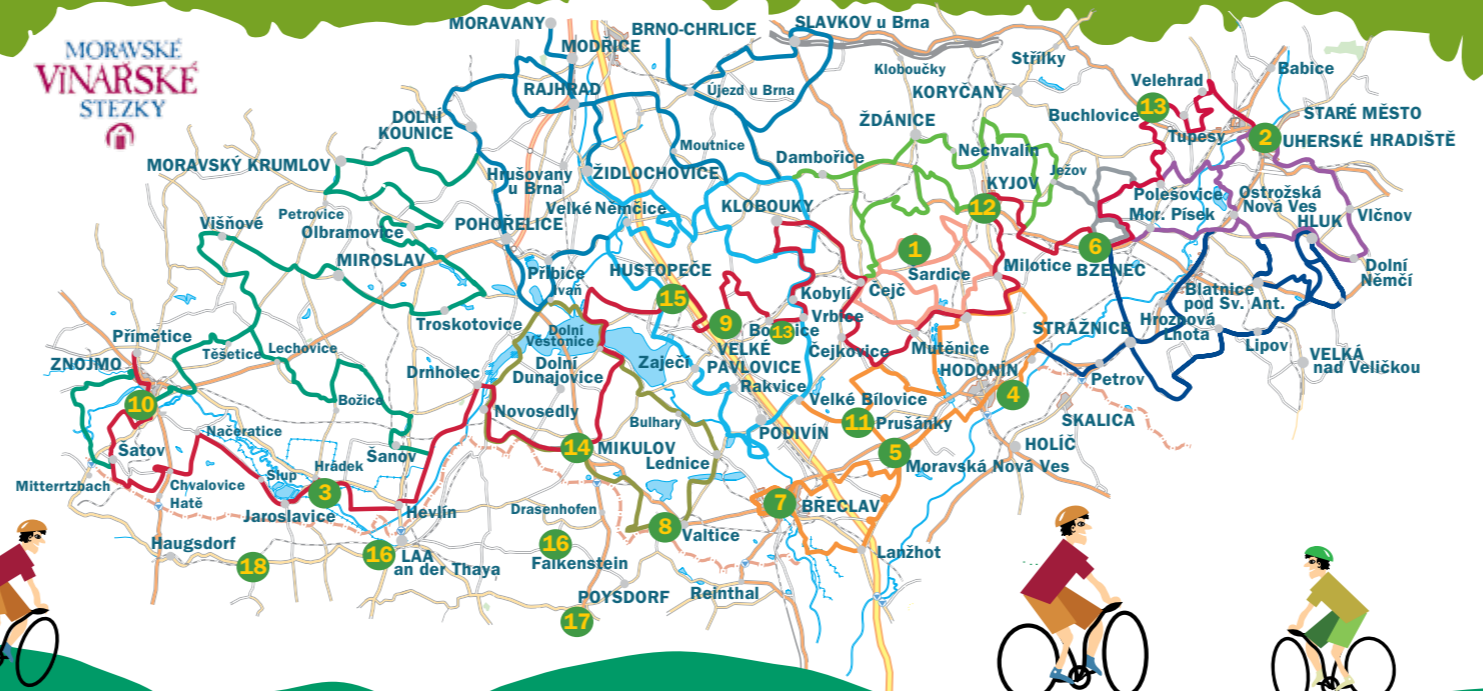 MORAVSKÉ
VINAŘSKÉ
STEZKY
MORAVANY
MODŘICE
BRNO-CHRLICE
SLAVKOV u Brna
Kloboučky
Střílky
KORYČANY
Velehrad
Babice
Buchlovice
13
STARÉ MĚSTO
Tupesy
2
UHERSKÉ HRADIŠTĚ
RAJHRAD
Újezd u Brna
ŽDÁNICE
DOLNÍ
KOUNICE
Moutnice
Dambořice
Nechvalín
Ježov
MORAVSKÝ KRUMLOV
Hrušovany
u Brna
ŽIDLOCHOVICE
KYJOV
12
Polešovice
Mor. Písek
Ostrožská
Nová Ves
HLUK
Vlčnov
Višňové
Petrovice
Olbramovice
POHOŘELICE
Velké Němčice
KLOBOUKY
1
6
BZENEC
MIROSLAV
Přibice
Ivaň
HUSTOPEČE
15
Sardice
Milotice
Dolní
Němčí
Kobylí
Čejč
Blatnice
pod Sv. Ant.
Troskotovice
Dolní
Věstonice
9
Vrbice
13
STRÁŽNICE
Hroznová
Lhota
Lipov
Přímětice
ZNOJMO
Těšetice
Lechovice
Drnholec
Dolní
Dunajovice
Zaječí
VELKÉ
PAVLOVICE
Čejkovice
Mutěnice
HODONÍN
4
Petrov
VELKÁ
nad Veličkou
10
Božice
Novosedly
Rakvice
Velké Bílovice
11
Prušánky
SKALICA
Načeratice
Bulhary
PODIVÍN
HOLÍČ
Šatov
Šanov
14
MIKULOV
Lednice
5
Moravská Nová Ves
Mitterrtzbach
Chvalovice
Hatě
Slup
Hrádek
3
Jaroslavice
Hevlín
Drasenhofen
7
BŘECLAV
Haugsdorf
18
16
LAA
an der Thaya
16
Falkenstein
8
Valtice
Lanžhot
POYSDORF
17
Reinthal